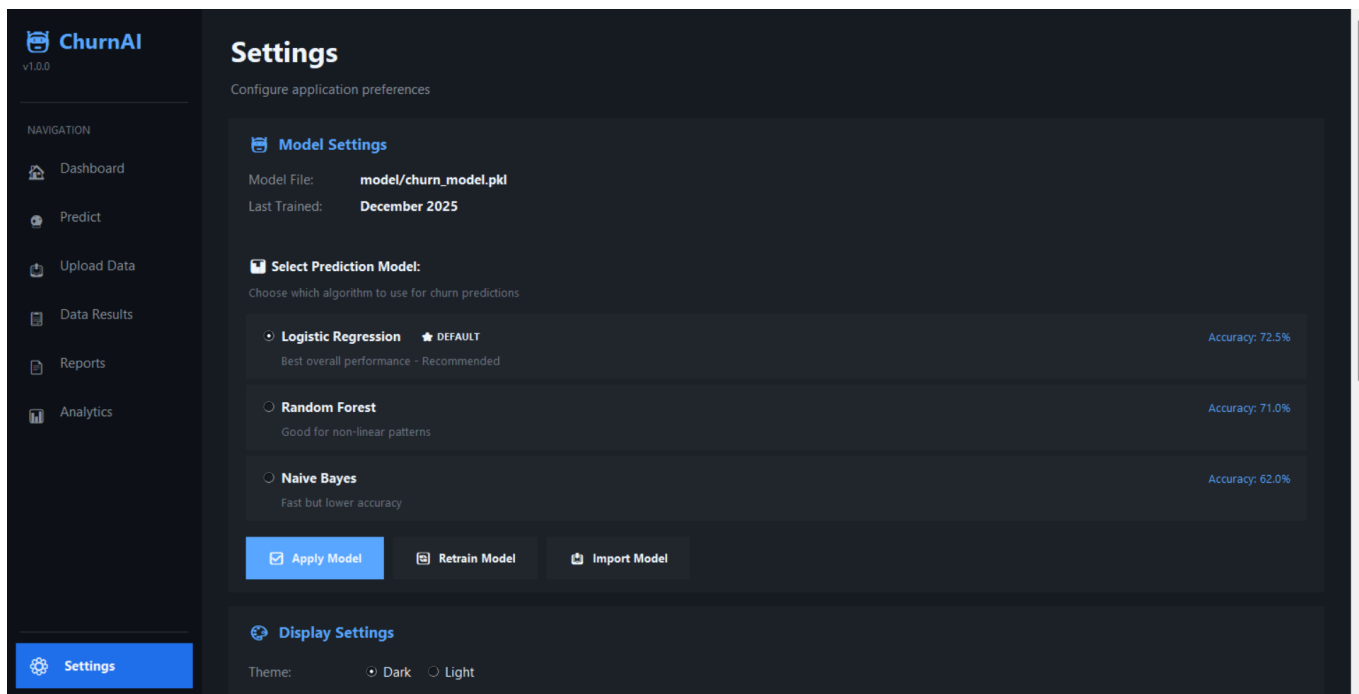 ChurnAI
v1.0.0
NAVIGATION
Dashboard
Predict
Upload Data
Data Results
Reports
Analytics
Settings
Settings
Configure application preferences
Model Settings
Model File: model/churn_model.pkl
Last Trained: December 2025
Select Prediction Model:
Choose which algorithm to use for churn predictions
Logistic Regression DEFAULT Accuracy: 72.5%
Best overall performance - Recommended
Random Forest Accuracy: 71.0%
Good for non-linear patterns
Naive Bayes Accuracy: 62.0%
Fast but lower accuracy
Apply Model Retrain Model Import Model
Display Settings
Theme: Dark Light